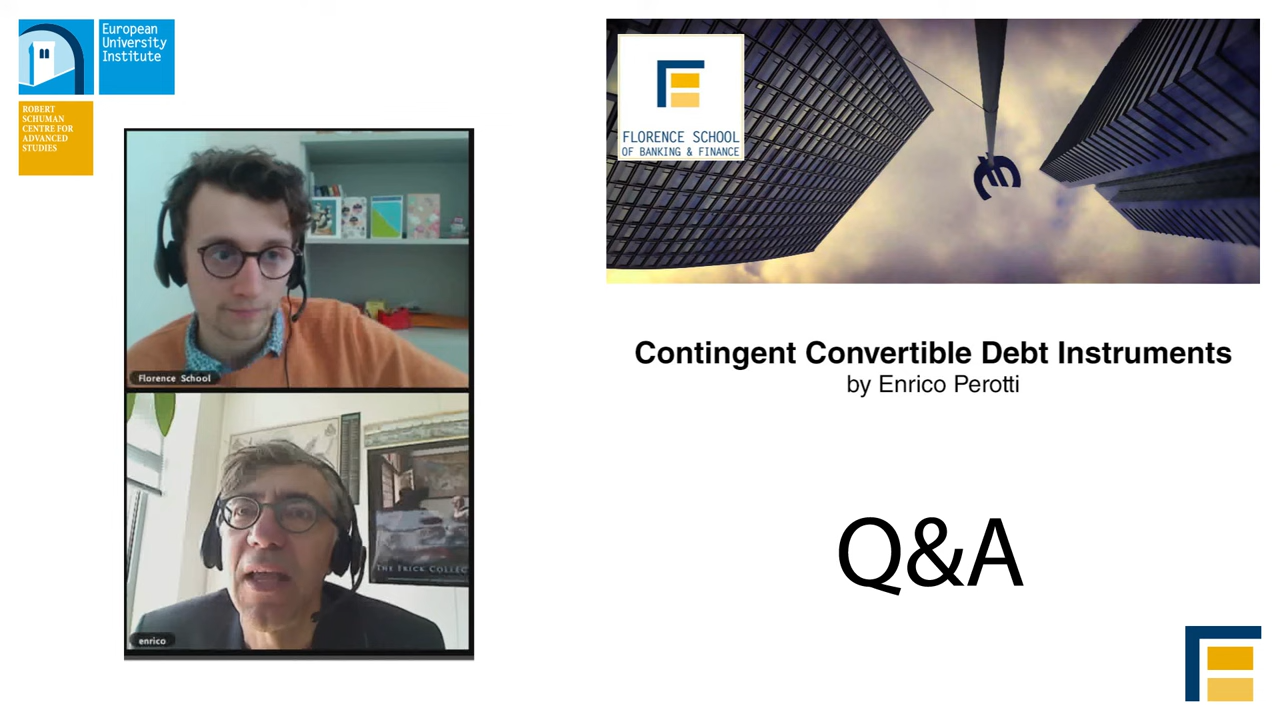 European
University
Institute
ROBERT
SCHUMAN
CENTRE FOR
ADVANCED
STUDIES
Florence School
THE FRICK COLLEC
enrico
FLORENCE SCHOOL
OF BANKING & FINANCE
€
Contingent Convertible Debt Instruments
by Enrico Perotti
Q&A